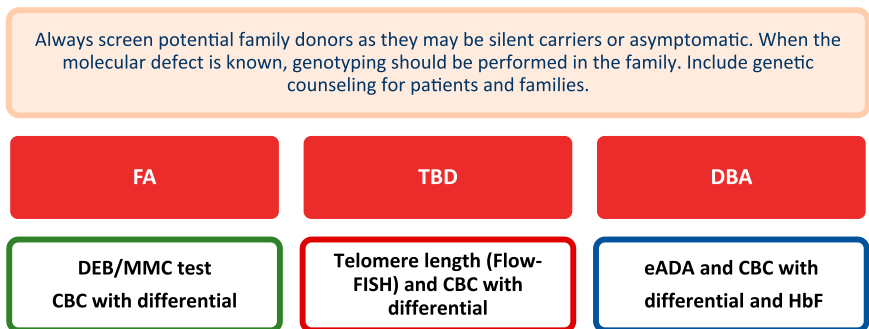 Always screen potential family donors as they may be silent carriers or asymptomatic. When the
molecular defect is known, genotyping should be performed in the family. Include genetic
counseling for patients and families.
FA
TBD
DBA
DEB/MMC test
CBC with differential
Telomere length (Flow-
FISH) and CBC with
differential
eADA and CBC with
differential and HbF